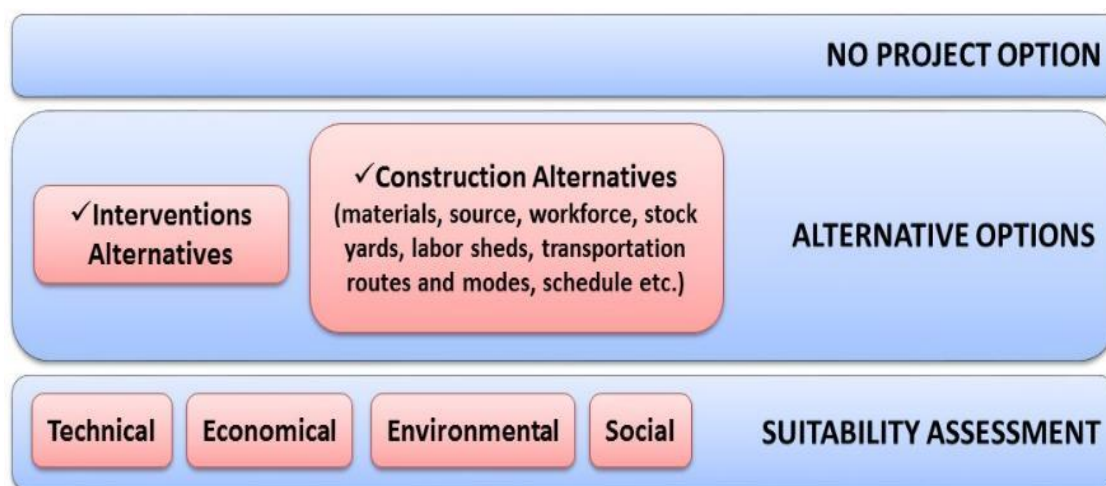 NO PROJECT OPTION
✓Interventions
Alternatives
✓Construction Alternatives
(materials, source, workforce, stock
yards, labor sheds, transportation
routes and modes, schedule etc.)
ALTERNATIVE OPTIONS
Technical
Economical
Environmental
Social
SUITABILITY ASSESSMENT